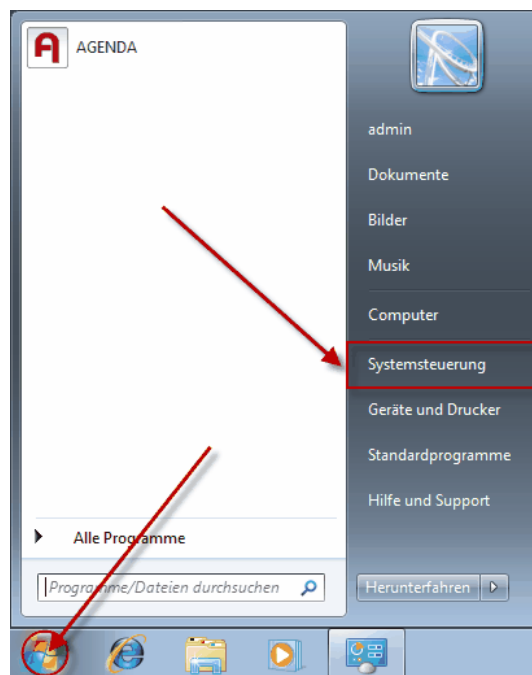 AGENDA
admin
Dokumente
Bilder
Musik
Computer
Systemsteuerung
Geräte und Drucker
Standardprogramme
Hilfe und Support
Alle Programme
Programme/Dateien durchsuchen
Herunterfahren